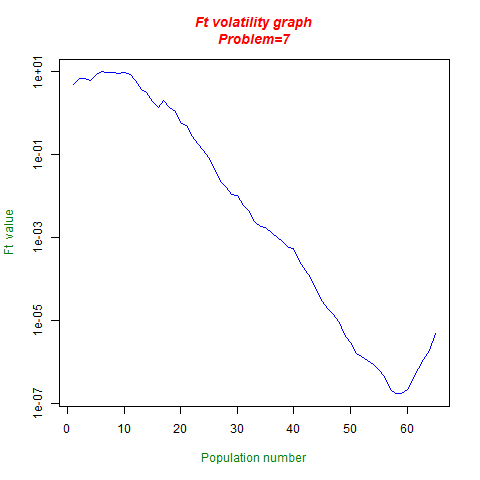 Ft volatility graph
Problem=7
1e+01
1e-01
1e-03
1e-05
1e-07
Ft value
0 10 20 30 40 50 60
Population number